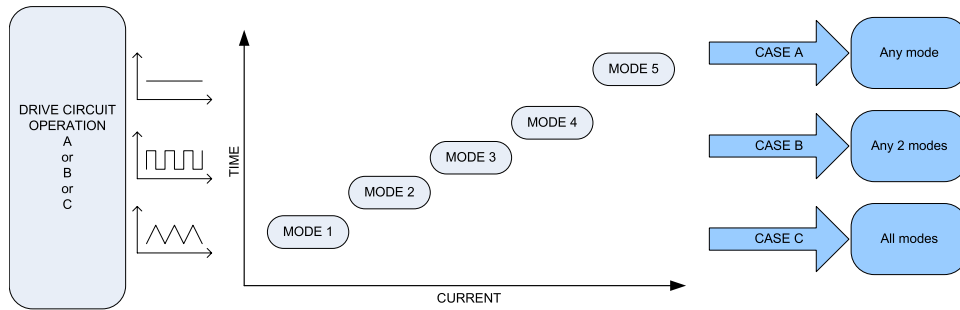 DRIVE CIRCUIT
OPERATION
A
or
B
or
C
TIME
MODE 1
MODE 2
MODE 3
MODE 4
MODE 5
CURRENT
CASE A
Any mode
CASE B
Any 2 modes
CASE C
All modes